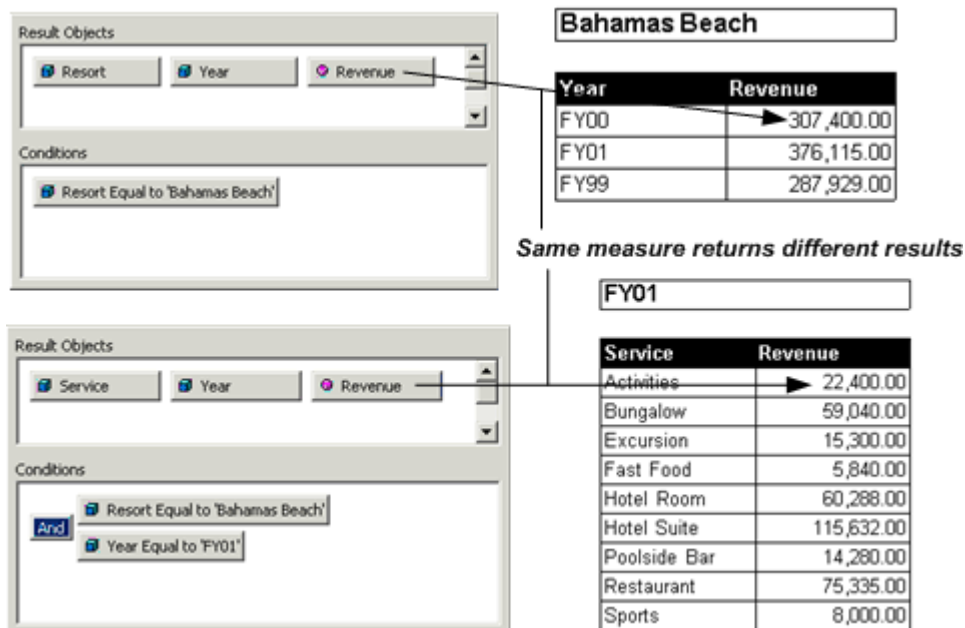 Result Objects
Resort Year Revenue
Conditions
Resort Equal to 'Bahamas Beach'
Bahamas Beach
Year Revenue
FY00 307,400.00
FY01 376,115.00
FY99 287,929.00
Same measure returns different results
Result Objects
Service Year Revenue
Conditions
And
Resort Equal to 'Bahamas Beach'
Year Equal to 'FY01'
FY01
Service Revenue
Activities 22,400.00
Bungalow 59,040.00
Excursion 15,300.00
Fast Food 5,840.00
Hotel Room 60,288.00
Hotel Suite 115,632.00
Poolside Bar 14,280.00
Restaurant 75,335.00
Sports 8,000.00